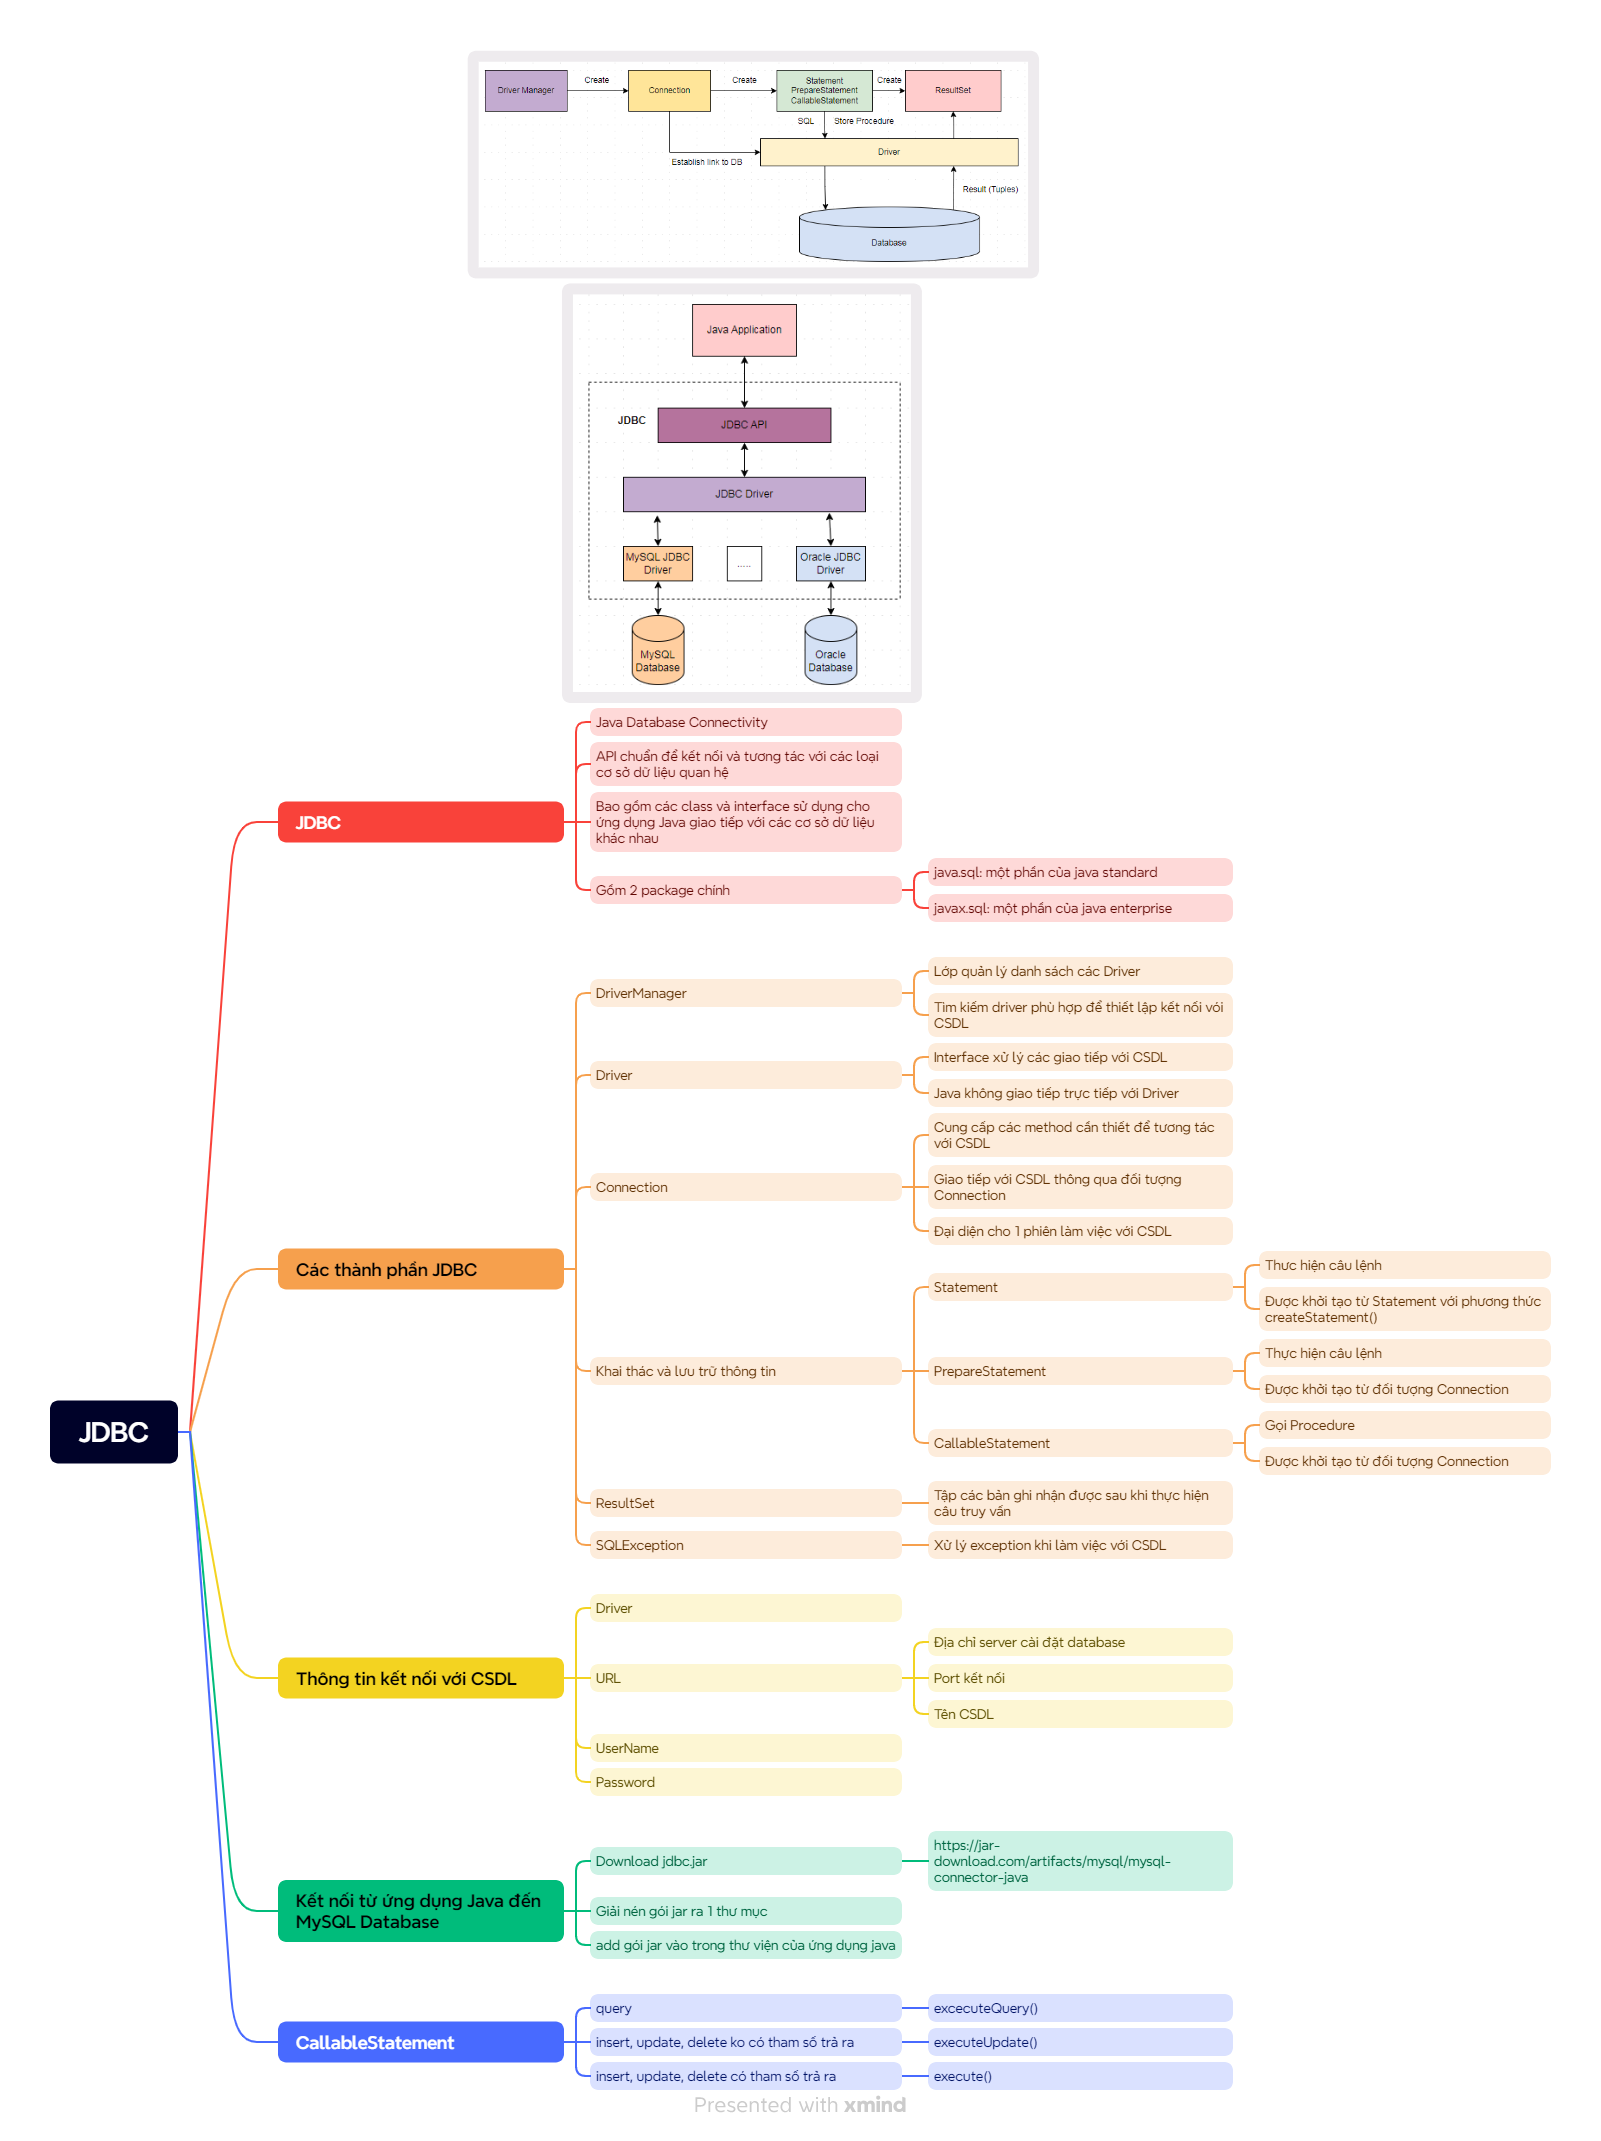 Driver Manager
Create
Connection
Create
Statement
PrepareStatement
CallableStatement
Create
ResultSet
SQL
Store Procedure
Driver
Establish link to DB
Result (Tuples)
Database
Java Application
JDBC
JDBC API
JDBC Driver
MySQL JDBC
Driver
.....
Oracle JDBC
Driver
MySQL
Database
Oracle
Database
JDBC
JDBC
Java Database Connectivity
API chuẩn để kết nối và tương tác với các loại
cơ sở dữ liệu quan hệ
Bao gồm các class và interface sử dụng cho
ứng dụng Java giao tiếp với các cơ sở dữ liệu
khác nhau
Gồm 2 package chính
java.sql: một phần của java standard
javax.sql: một phần của java enterprise
Các thành phần JDBC
DriverManager
Lớp quản lý danh sách các Driver
Tìm kiếm driver phù hợp để thiết lập kết nối vói
CSDL
Driver
Interface xử lý các giao tiếp với CSDL
Java không giao tiếp trực tiếp với Driver
Connection
Cung cấp các method cần thiết để tương tác
với CSDL
Giao tiếp với CSDL thông qua đối tượng
Connection
Đại diện cho 1 phiên làm việc với CSDL
Khai thác và lưu trữ thông tin
Statement
Thưc hiện câu lệnh
Được khởi tạo từ Statement với phương thức
createStatement()
PrepareStatement
Thực hiện câu lệnh
Được khởi tạo từ đối tượng Connection
CallableStatement
Gọi Procedure
Được khởi tạo từ đối tượng Connection
ResultSet
Tập các bản ghi nhận được sau khi thực hiện
câu truy vấn
SQLException
Xử lý exception khi làm việc với CSDL
Thông tin kết nối với CSDL
Driver
URL
Địa chỉ server cài đặt database
Port kết nối
Tên CSDL
UserName
Password
Kết nối từ ứng dụng Java đến
MySQL Database
Download jdbc.jar
https://jar-
download.com/artifacts/mysql/mysql-
connector-java
Giải nén gói jar ra 1 thư mục
add gói jar vào trong thư viện của ứng dụng java
CallableStatement
query
excecuteQuery()
insert, update, delete ko có tham số trả ra
executeUpdate()
insert, update, delete có tham số trả ra
execute()
Presented with xmind